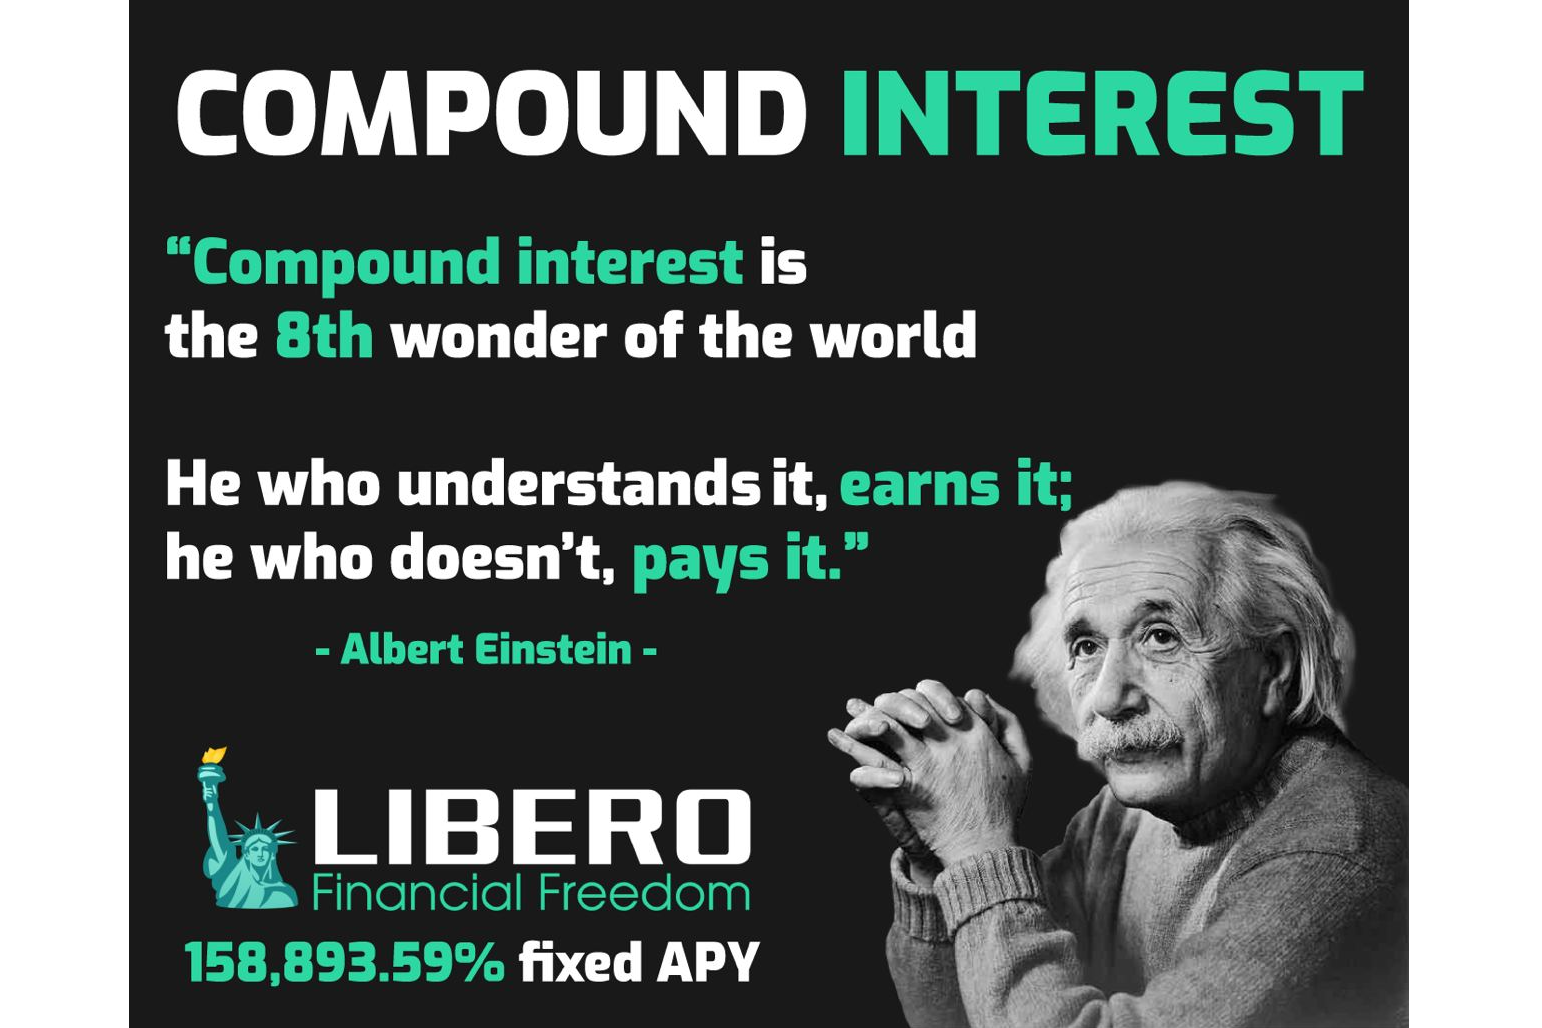 COMPOUND INTEREST
“Compound interest is
the 8th wonder of the world
He who understands it, earns it;
he who doesn’t, pays it.”
- Albert Einstein -
LIBERO
Financial Freedom
158,893.59% fixed APY